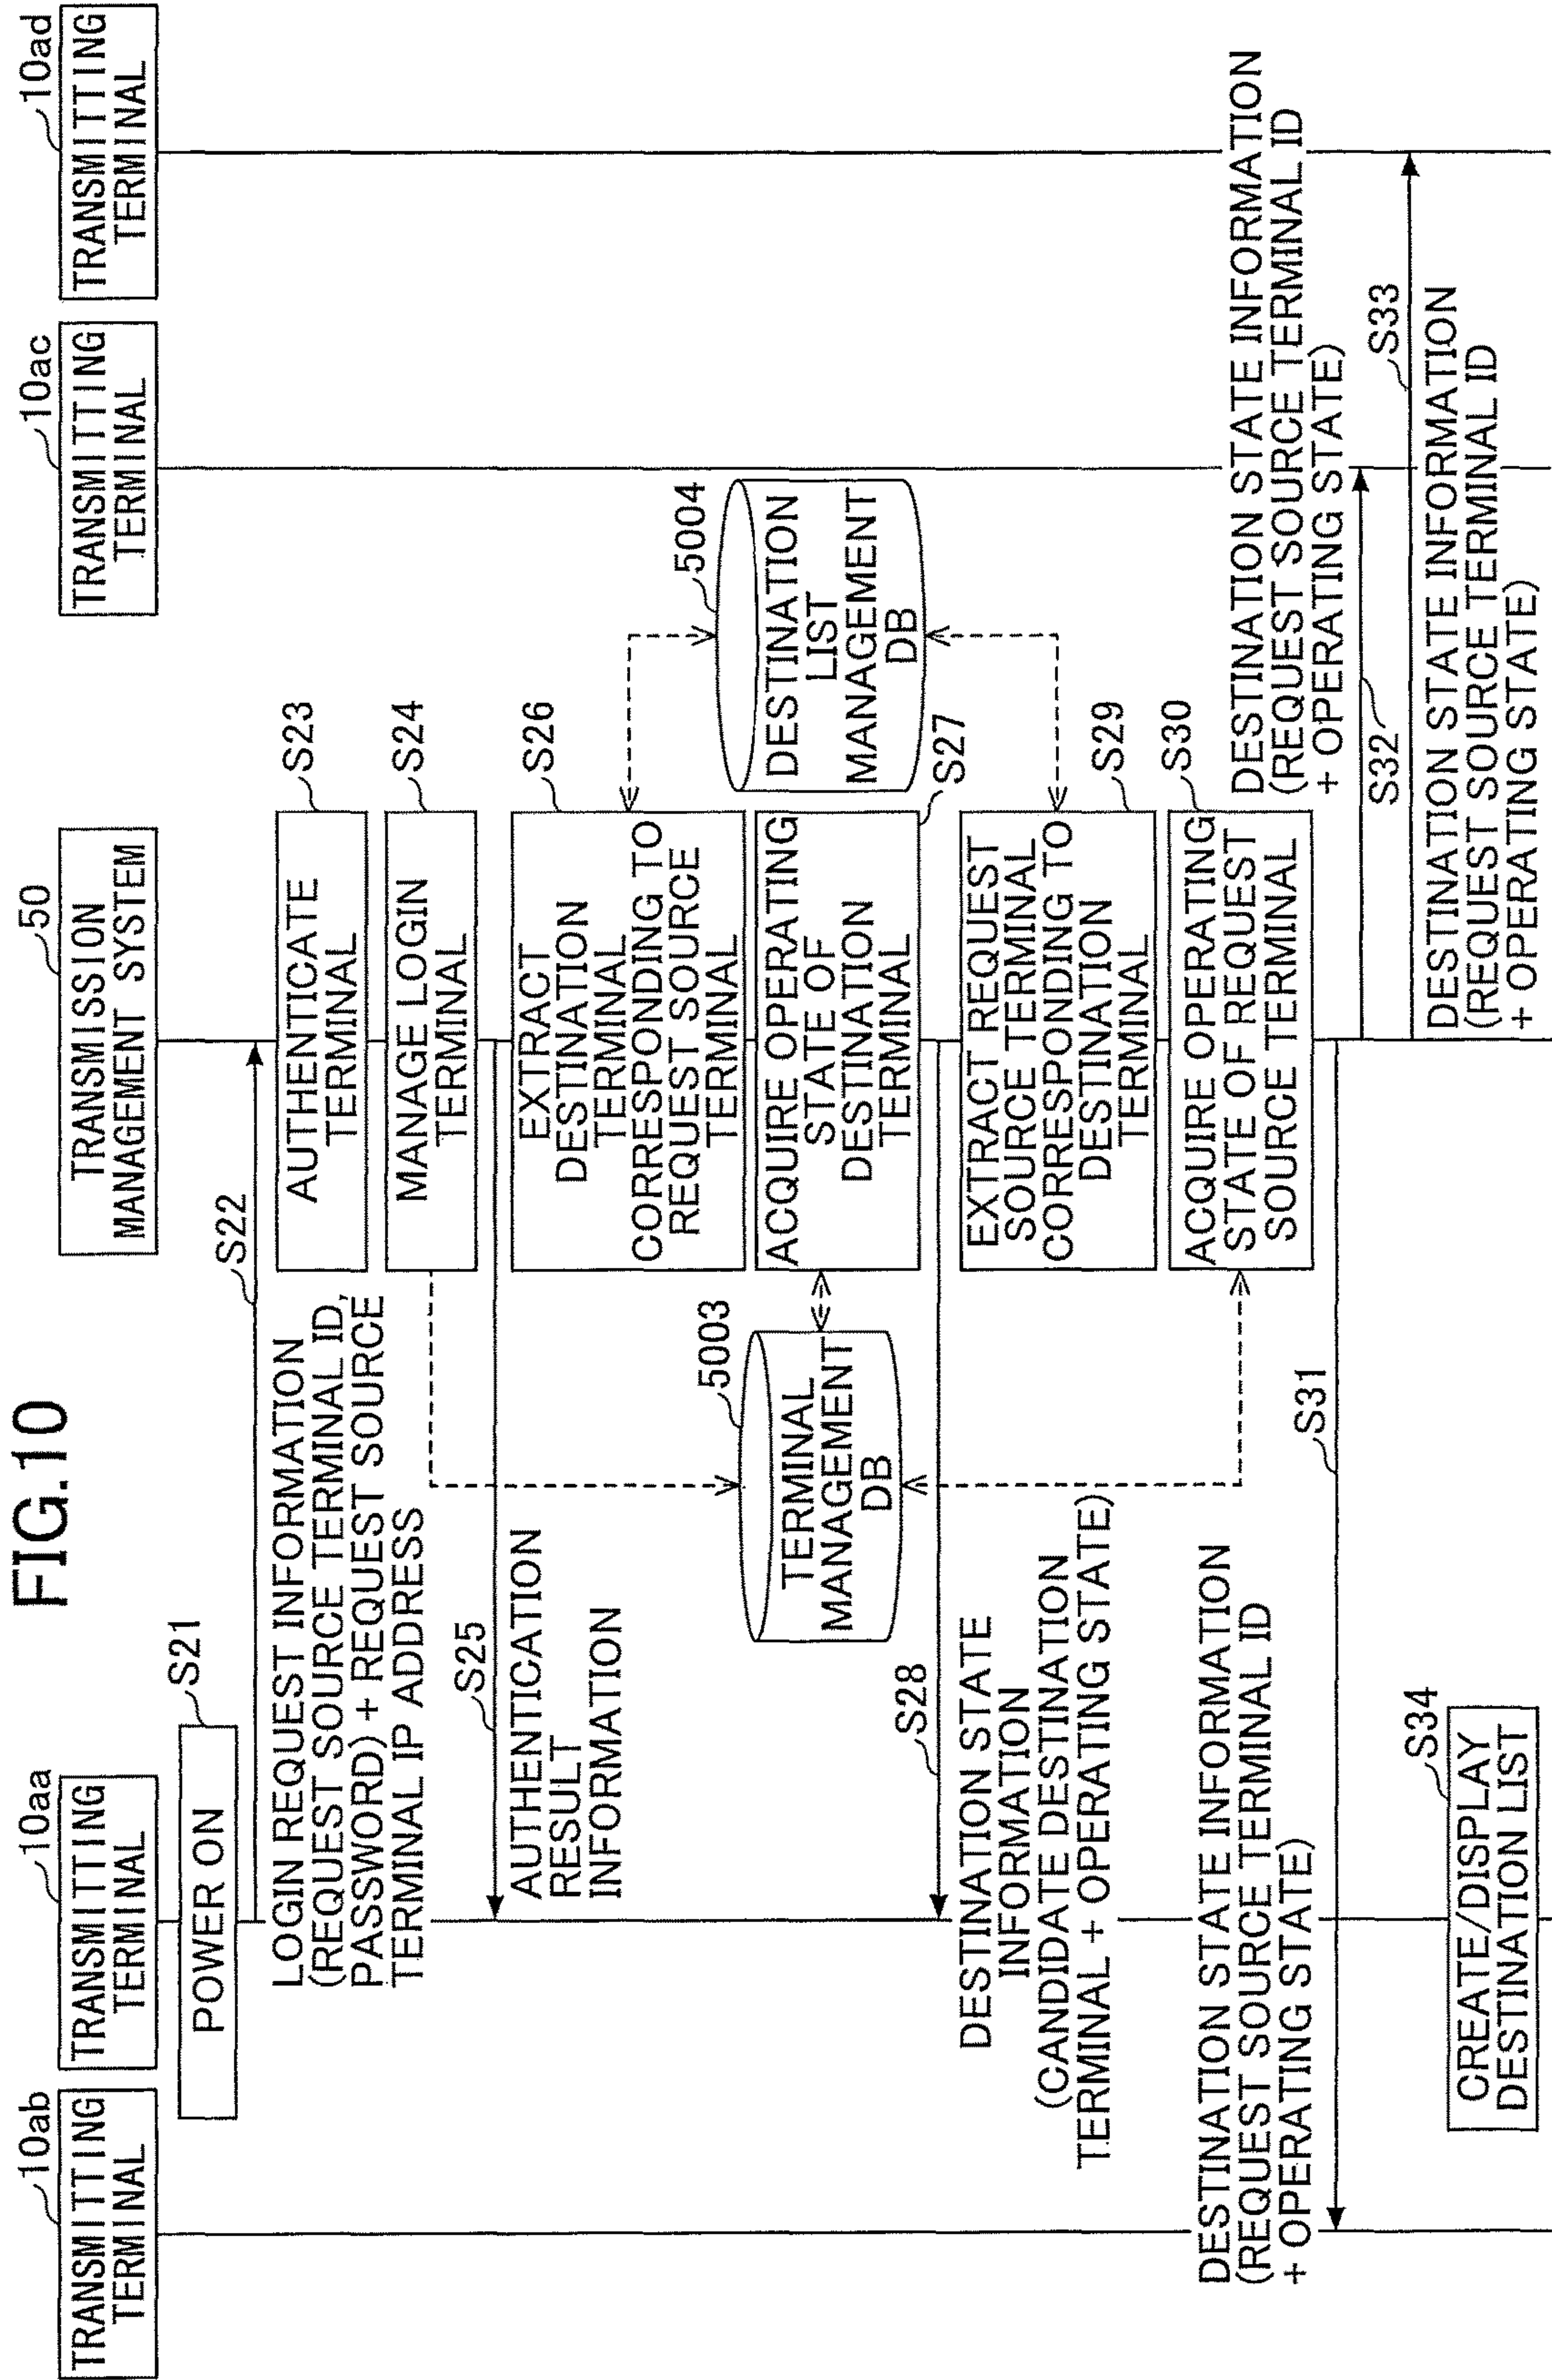 FIG.10
10ab
TRANSMITTING
TERMINAL
10aa
TRANSMITTING
TERMINAL
50
TRANSMISSION
MANAGEMENT SYSTEM
10ac
TRANSMITTING
TERMINAL
10ad
TRANSMITTING
TERMINAL
POWER ON
S21
S22
LOGIN REQUEST INFORMATION
(REQUEST SOURCE TERMINAL ID,
PASSWORD) + REQUEST SOURCE
TERMINAL IP ADDRESS
AUTHENTICATE
TERMINAL
S23
MANAGE LOGIN
TERMINAL
S24
S25
AUTHENTICATION
RESULT
INFORMATION
EXTRACT
DESTINATION
TERMINAL
CORRESPONDING TO
REQUEST SOURCE
TERMINAL
S26
5003
TERMINAL
MANAGEMENT
DB
5004
DESTINATION
LIST
MANAGEMENT
DB
ACQUIRE OPERATING
STATE OF
DESTINATION
TERMINAL
S27
S28
DESTINATION STATE
INFORMATION
(CANDIDATE DESTINATION
TERMINAL + OPERATING STATE)
EXTRACT REQUEST
SOURCE TERMINAL
CORRESPONDING TO
DESTINATION
TERMINAL
S29
ACQUIRE OPERATING
STATE OF REQUEST
SOURCE TERMINAL
S30
DESTINATION STATE INFORMATION
(REQUEST SOURCE TERMINAL ID
+ OPERATING STATE)
S31
DESTINATION STATE INFORMATION
(REQUEST SOURCE TERMINAL ID
+ OPERATING STATE)
S32
S33
DESTINATION STATE INFORMATION
(REQUEST SOURCE TERMINAL ID
+ OPERATING STATE)
CREATE/DISPLAY
DESTINATION LIST
S34